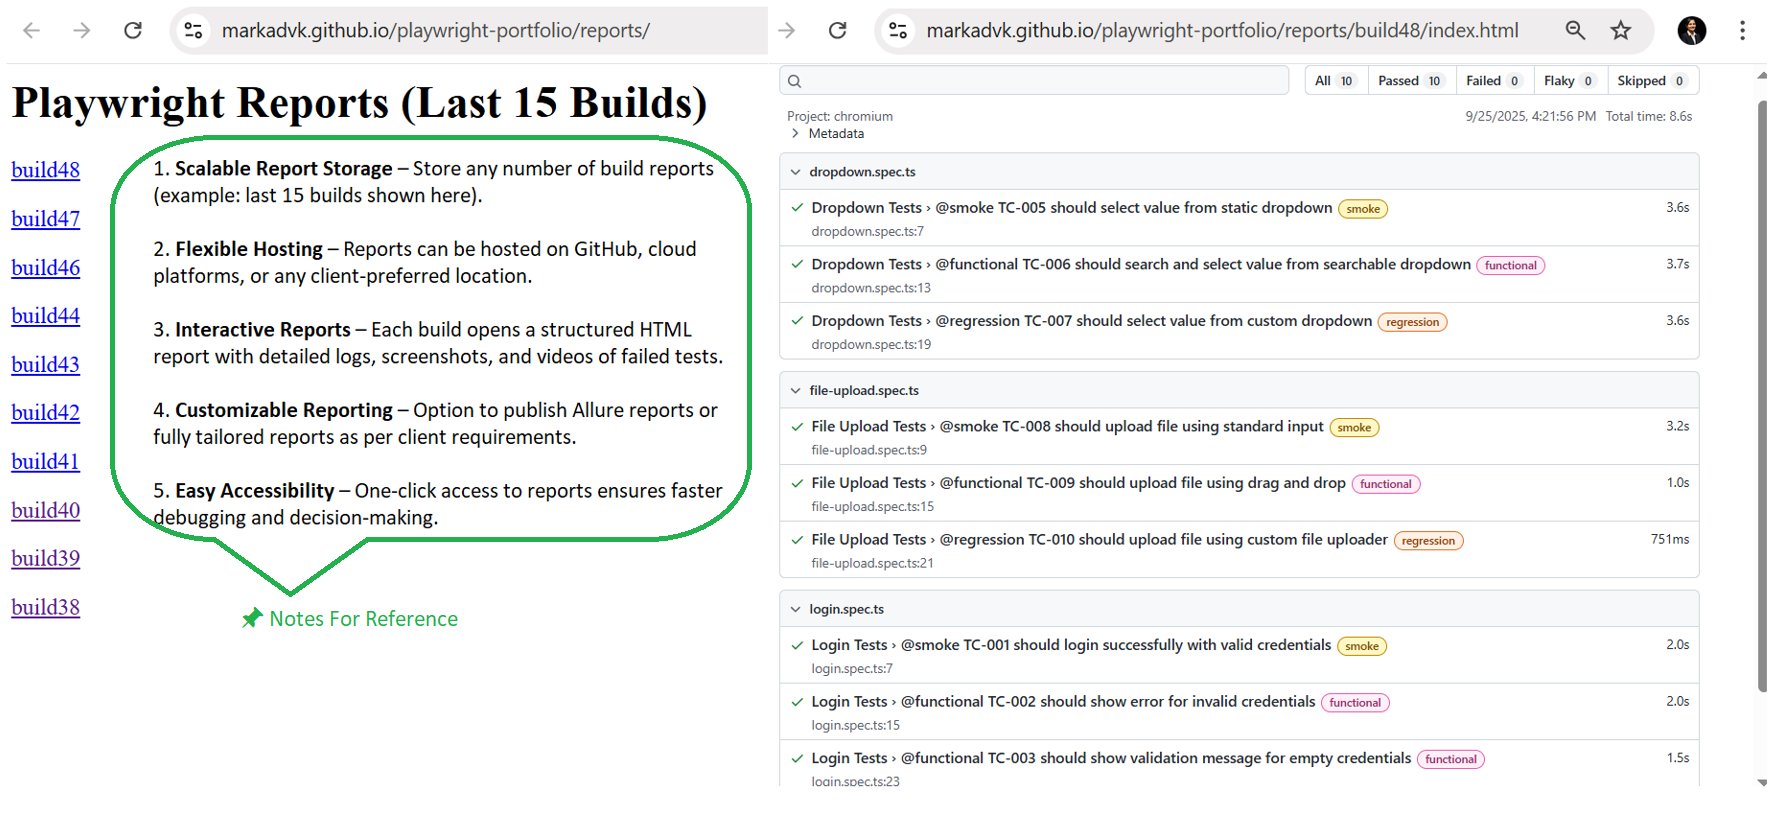 markadvk.github.io/playwright-portfolio/reports/
Playwright Reports (Last 15 Builds)
build48
build47
build46
build44
build43
build42
build41
build40
build39
build38
1. Scalable Report Storage – Store any number of build reports
(example: last 15 builds shown here).
2. Flexible Hosting – Reports can be hosted on GitHub, cloud
platforms, or any client-preferred location.
3. Interactive Reports – Each build opens a structured HTML
report with detailed logs, screenshots, and videos of failed tests.
4. Customizable Reporting – Option to publish Allure reports or
fully tailored reports as per client requirements.
5. Easy Accessibility – One-click access to reports ensures faster
debugging and decision-making.
📌 Notes For Reference
markadvk.github.io/playwright-portfolio/reports/build48/index.html
All 10 Passed 10 Failed 0 Flaky 0 Skipped 0
Project: chromium 9/25/2025, 4:21:56 PM Total time: 8.6s
Metadata
dropdown.spec.ts
Dropdown Tests › @smoke TC-005 should select value from static dropdown smoke 3.6s
dropdown.spec.ts:7
Dropdown Tests › @functional TC-006 should search and select value from searchable dropdown functional 3.7s
dropdown.spec.ts:13
Dropdown Tests › @regression TC-007 should select value from custom dropdown regression 3.6s
dropdown.spec.ts:19
file-upload.spec.ts
File Upload Tests › @smoke TC-008 should upload file using standard input smoke 3.2s
file-upload.spec.ts:9
File Upload Tests › @functional TC-009 should upload file using drag and drop functional 1.0s
file-upload.spec.ts:15
File Upload Tests › @regression TC-010 should upload file using custom file uploader regression 751ms
file-upload.spec.ts:21
login.spec.ts
Login Tests › @smoke TC-001 should login successfully with valid credentials smoke 2.0s
login.spec.ts:7
Login Tests › @functional TC-002 should show error for invalid credentials functional 2.0s
login.spec.ts:15
Login Tests › @functional TC-003 should show validation message for empty credentials functional 1.5s
login.spec.ts:23